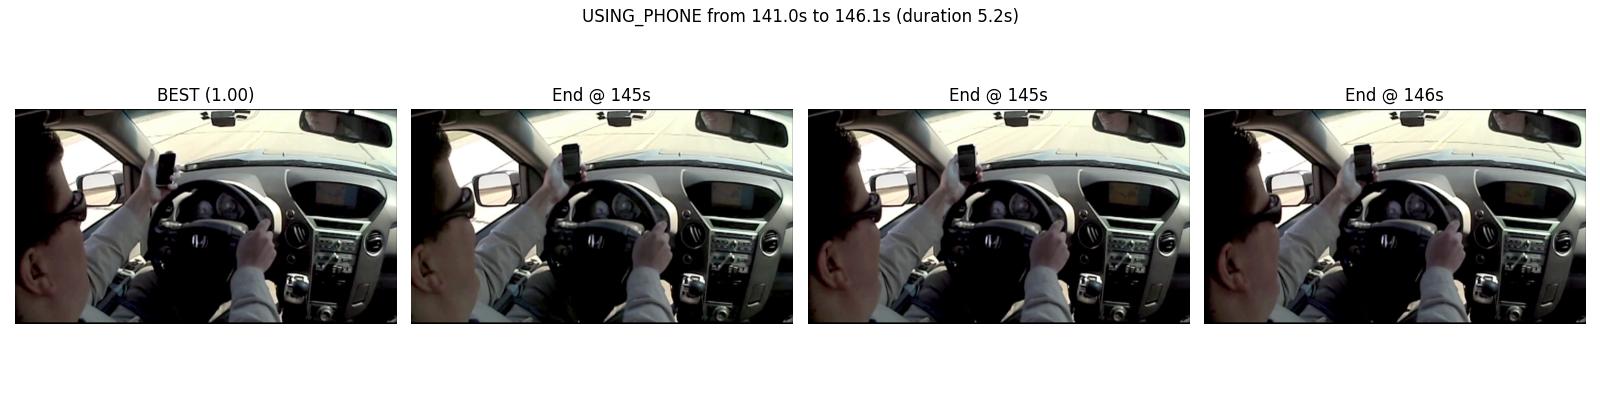 USING_PHONE from 141.0s to 146.1s (duration 5.2s)
BEST (1.00)
End @ 145s
End @ 145s
End @ 146s